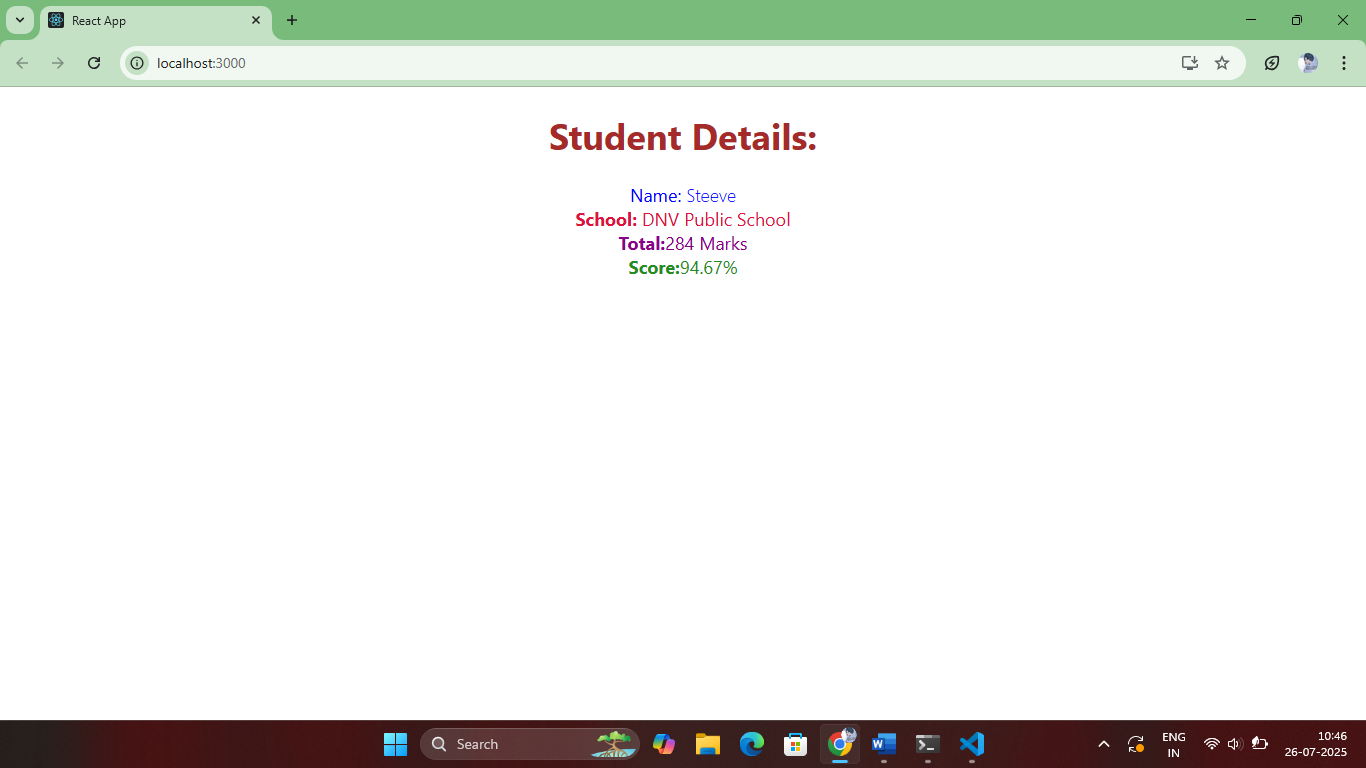 React App
localhost:3000
Student Details:
Name: Steeve
School: DNV Public School
Total:284 Marks
Score:94.67%
Search
ENG
IN
10:46
26-07-2025